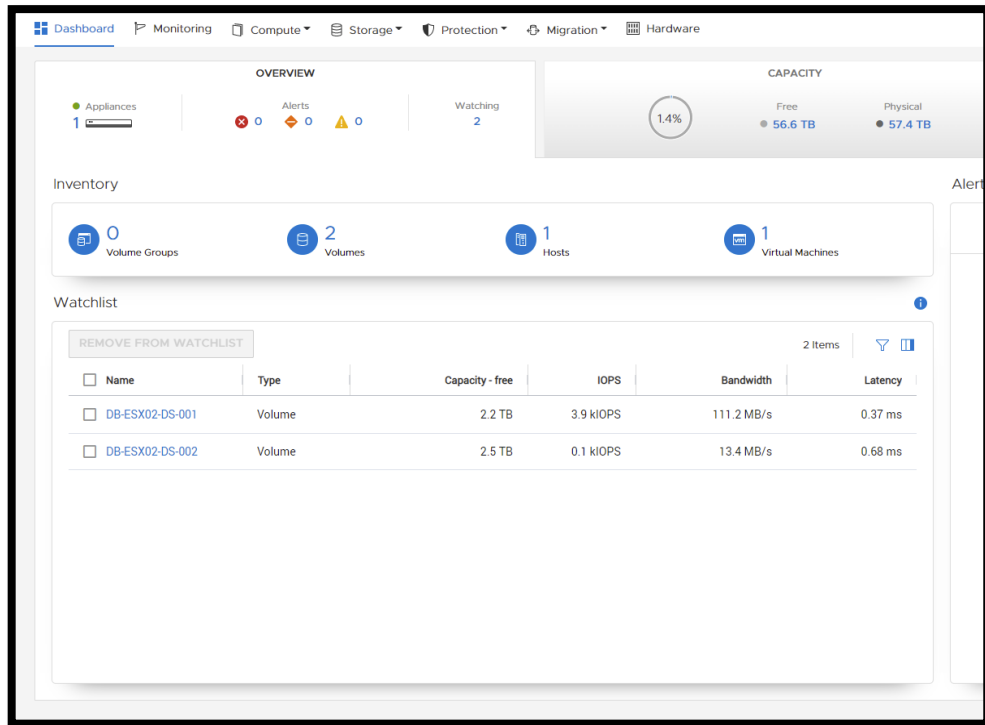 Dashboard Monitoring Compute Storage Protection Migration Hardware
OVERVIEW CAPACITY
Appliances Alerts Watching Free Physical
1 0 0 0 2 1.4% 56.6 TB 57.4 TB
Inventory Alert
0 2 1 vm 1
Volume Groups Volumes Hosts Virtual Machines
Watchlist
REMOVE FROM WATCHLIST 2 Items
Name Type Capacity - free IOPS Bandwidth Latency
DB-ESX02-DS-001 Volume 2.2 TB 3.9 kIOPS 111.2 MB/s 0.37 ms
DB-ESX02-DS-002 Volume 2.5 TB 0.1 kIOPS 13.4 MB/s 0.68 ms